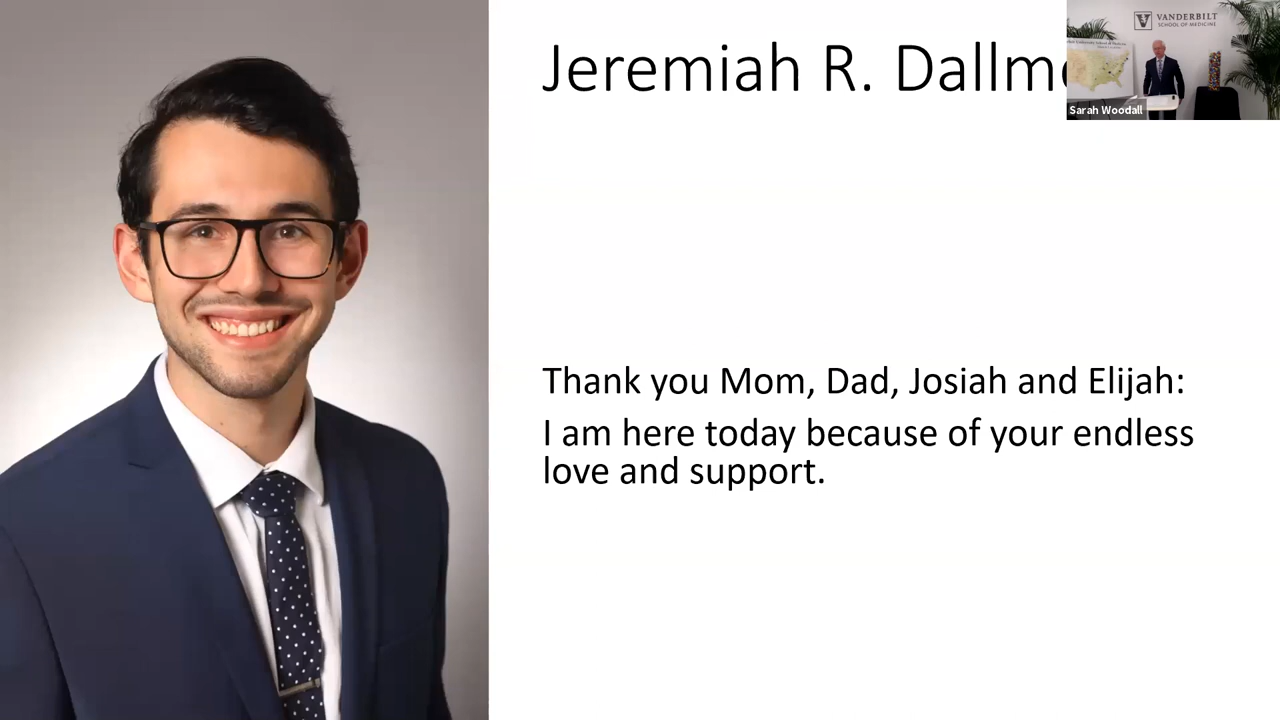 Jeremiah R. Dallm
VANDERBILT
SCHOOL OF MEDICINE
Sarah Woodall
Thank you Mom, Dad, Josiah and Elijah:
I am here today because of your endless
love and support.